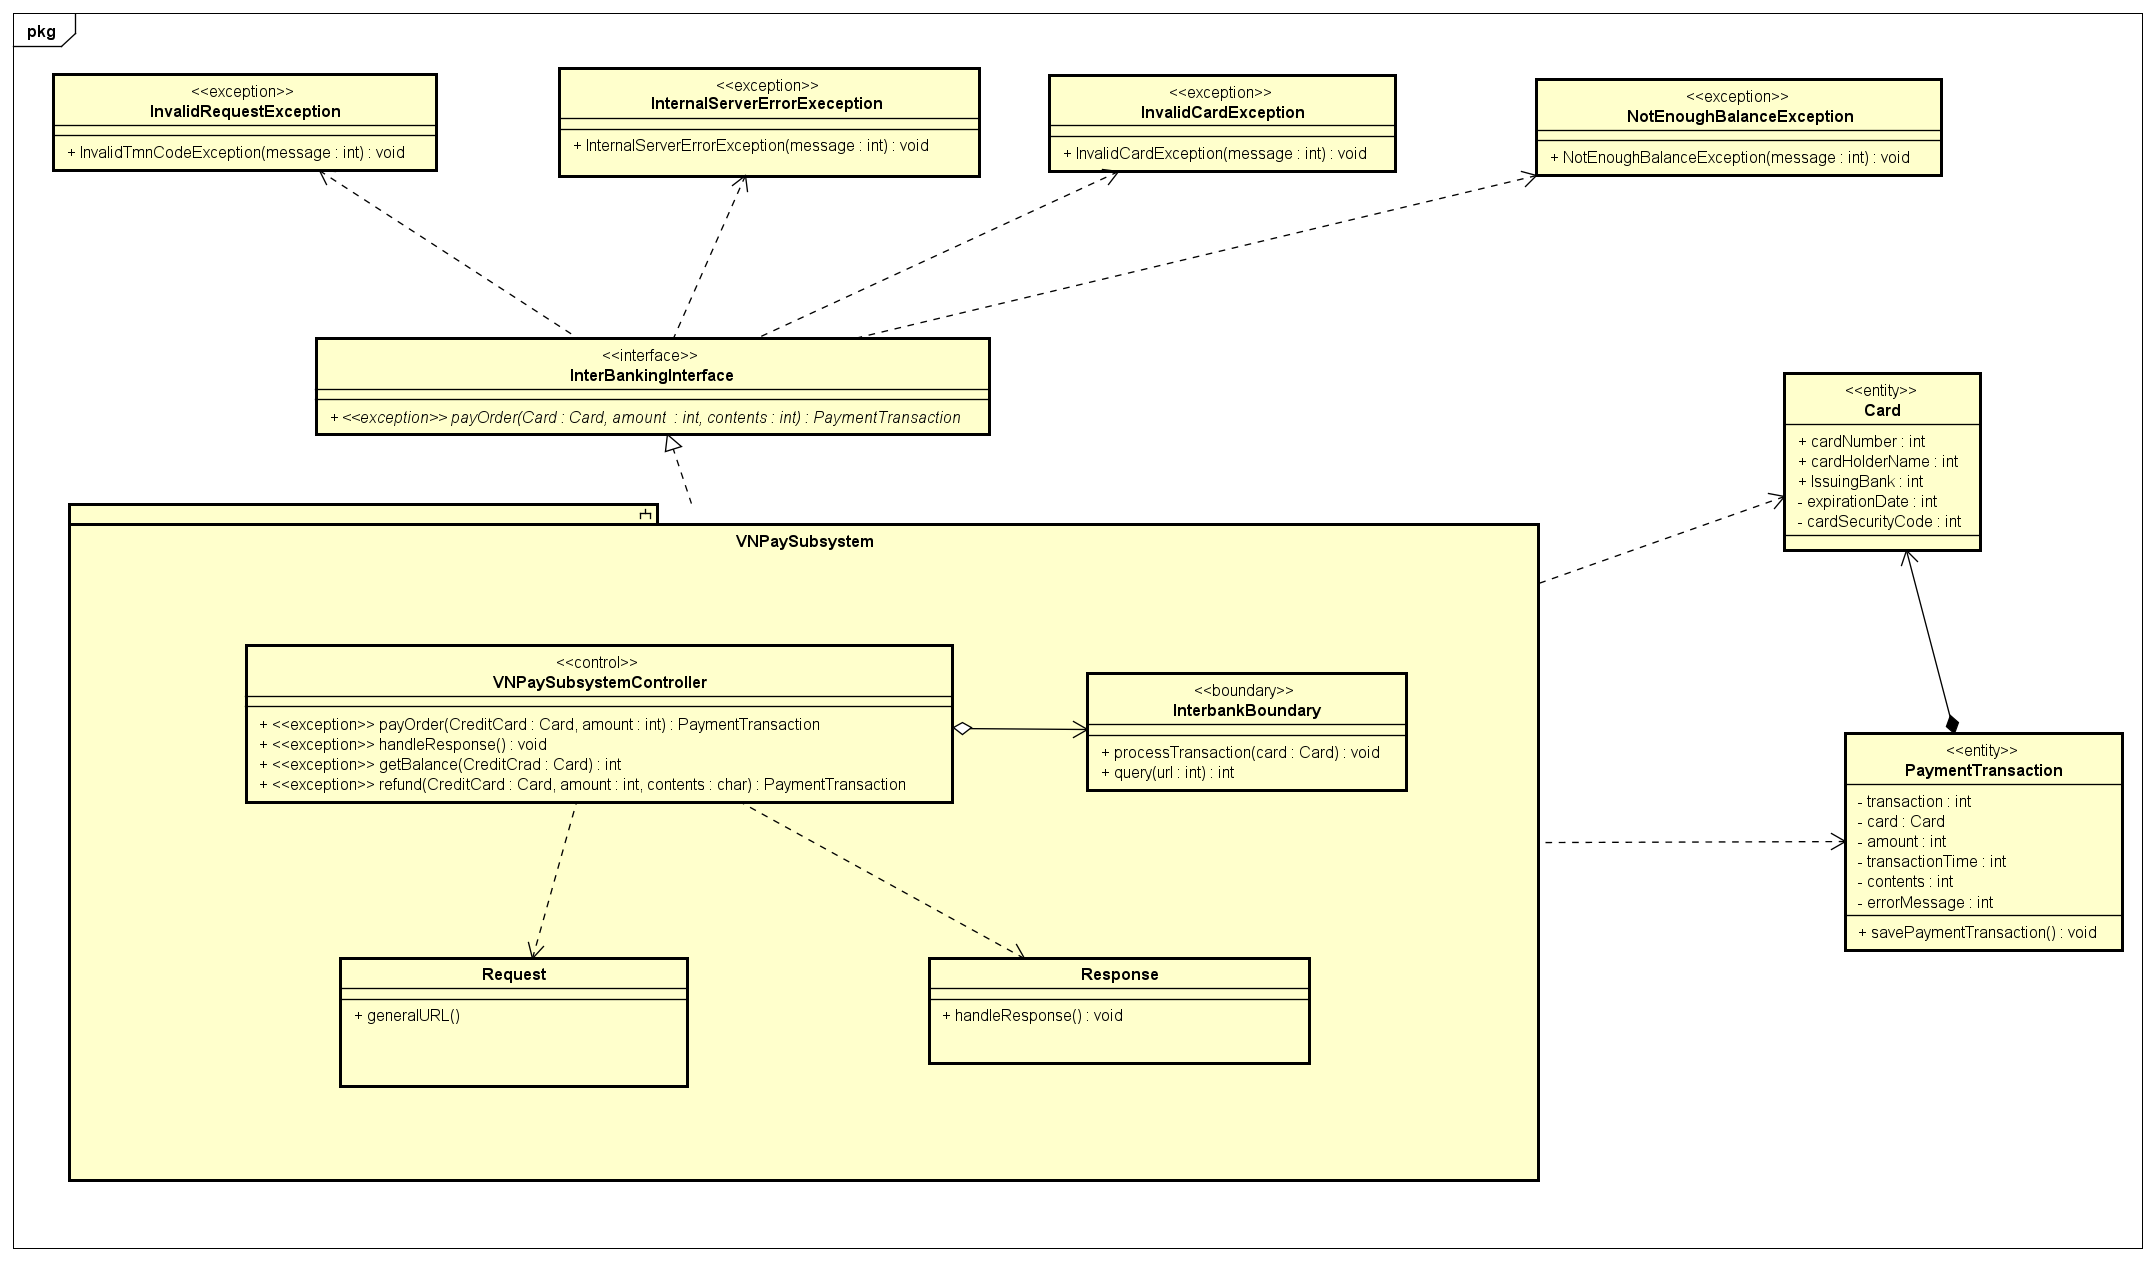 pkg
<<exception>>
InvalidRequestException
+ InvalidTmnCodeException(message : int) : void
<<exception>>
InternalServerErrorExeception
+ InternalServerErrorException(message : int) : void
<<exception>>
InvalidCardException
+ InvalidCardException(message : int) : void
<<exception>>
NotEnoughBalanceException
+ NotEnoughBalanceException(message : int) : void
<<interface>>
InterBankingInterface
+ <<exception>> payOrder(Card : Card, amount  : int, contents : int) : PaymentTransaction
<<entity>>
Card
+ cardNumber : int
+ cardHolderName : int
+ IssuingBank : int
- expirationDate : int
- cardSecurityCode : int
VNPaySubsystem
<<control>>
VNPaySubsystemController
+ <<exception>> payOrder(CreditCard : Card, amount : int) : PaymentTransaction
+ <<exception>> handleResponse() : void
+ <<exception>> getBalance(CreditCrad : Card) : int
+ <<exception>> refund(CreditCard : Card, amount : int, contents : char) : PaymentTransaction
<<boundary>>
InterbankBoundary
+ processTransaction(card : Card) : void
+ query(url : int) : int
<<entity>>
PaymentTransaction
- transaction : int
- card : Card
- amount : int
- transactionTime : int
- contents : int
- errorMessage : int
+ savePaymentTransaction() : void
Request
+ generalURL()
Response
+ handleResponse() : void